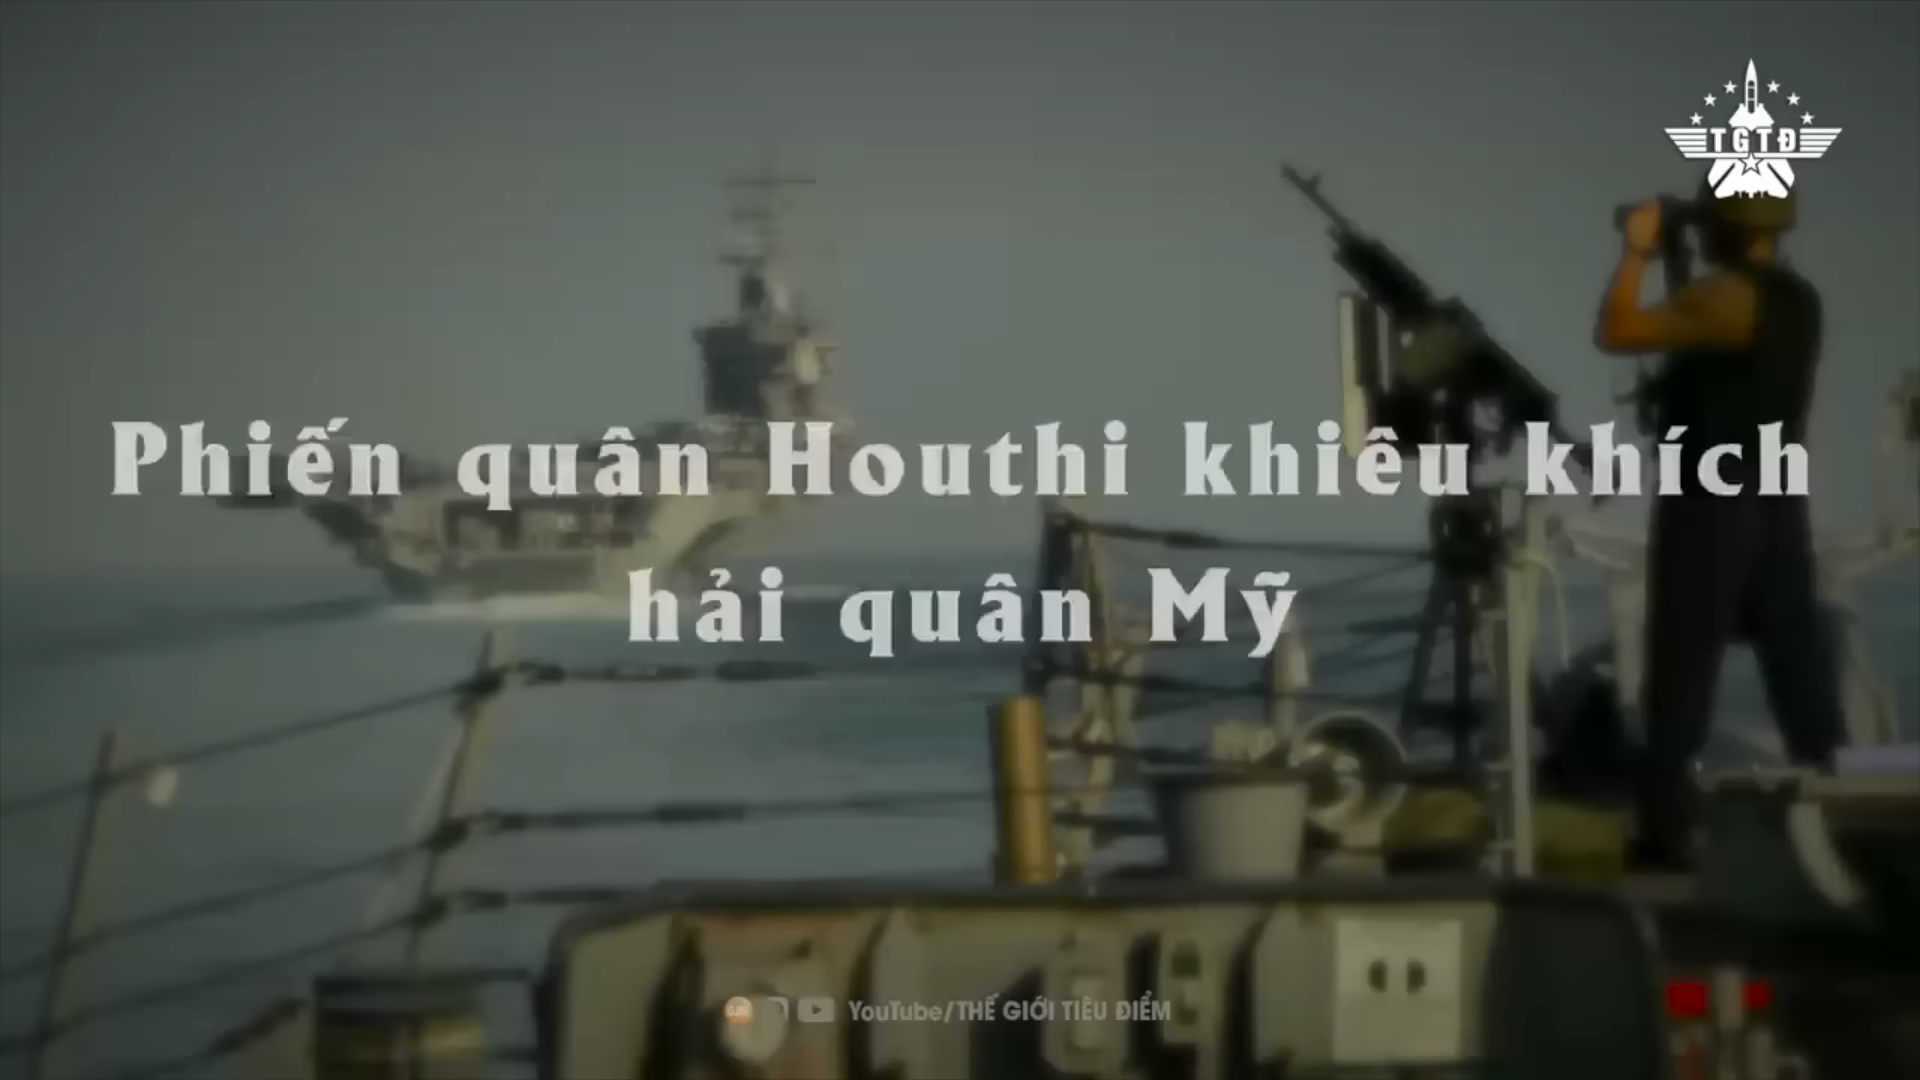 TGTĐ
Phiến quân Houthi khiêu khích
hải quân Mỹ
YouTube/THẾ GIỚI TIÊU ĐIỂM